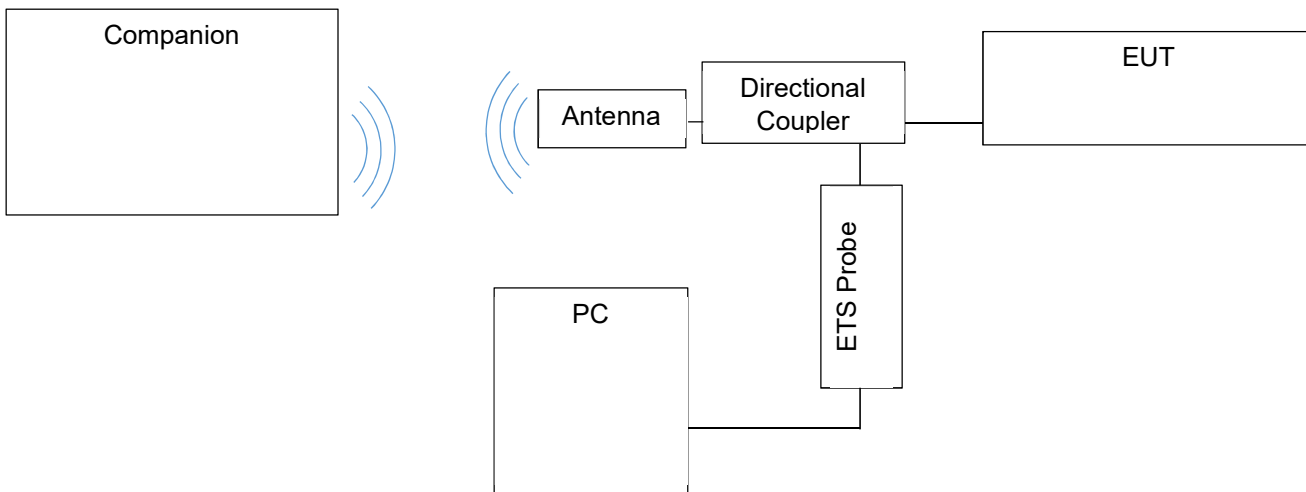 Companion
Antenna
Directional
Coupler
EUT
ETS Probe
PC